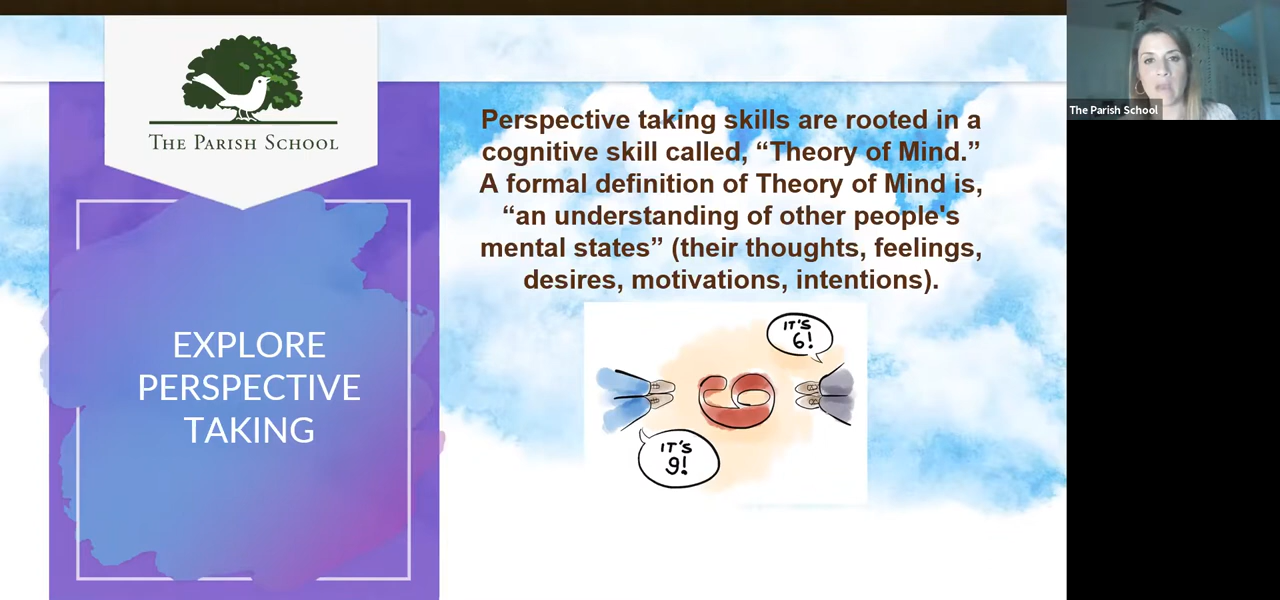 THE PARISH SCHOOL
EXPLORE
PERSPECTIVE
TAKING
Perspective taking skills are rooted in a
cognitive skill called, “Theory of Mind.”
A formal definition of Theory of Mind is,
“an understanding of other people's
mental states” (their thoughts, feelings,
desires, motivations, intentions).
IT'S
6!
IT'S
9!
The Parish School